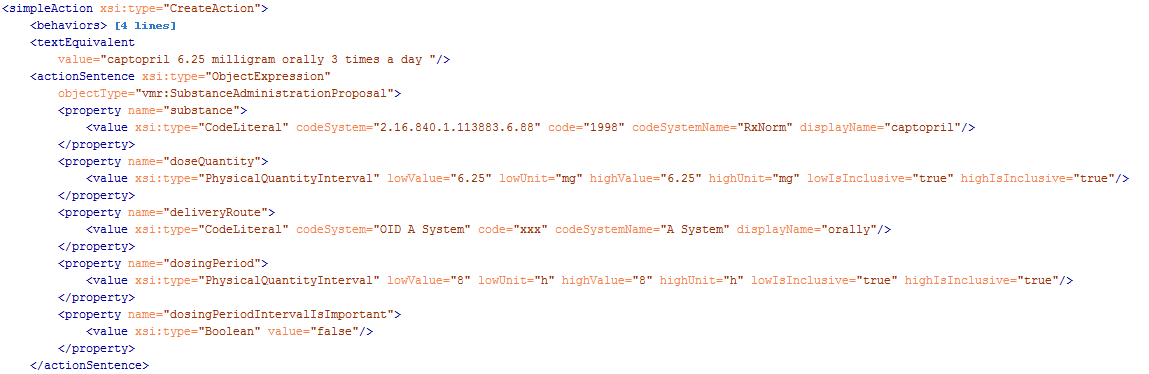 <simpleAction xsi:type="CreateAction">
<behaviors> [4 lines]
<textEquivalent
value="captopril 6.25 milligram orally 3 times a day "/>
<actionSentence xsi:type="ObjectExpression"
objectType="vmr:SubstanceAdministrationProposal">
<property name="substance">
<value xsi:type="CodeLiteral" codeSystem="2.16.840.1.113883.6.88" code="1998" codeSystemName="RxNorm" displayName="captopril"/>
</property>
<property name="doseQuantity">
<value xsi:type="PhysicalQuantityInterval" lowValue="6.25" lowUnit="mg" highValue="6.25" highUnit="mg" lowIsInclusive="true" highIsInclusive="true"/>
</property>
<property name="deliveryRoute">
<value xsi:type="CodeLiteral" codeSystem="OID A System" code="xxx" codeSystemName="A System" displayName="orally"/>
</property>
<property name="dosingPeriod">
<value xsi:type="PhysicalQuantityInterval" lowValue="8" lowUnit="h" highValue="8" highUnit="h" lowIsInclusive="true" highIsInclusive="true"/>
</property>
<property name="dosingPeriodIntervalIsImportant">
<value xsi:type="Boolean" value="false"/>
</property>
</actionSentence>